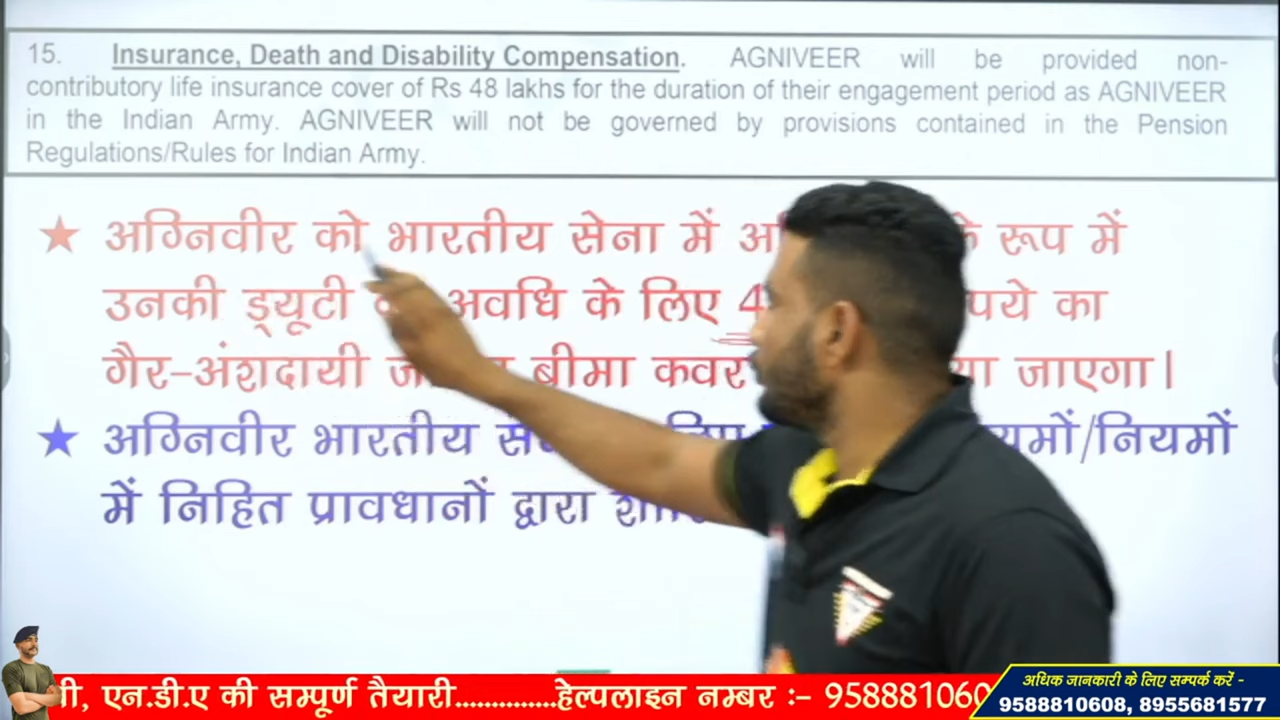 15. Insurance, Death and Disability Compensation. AGNIVEER will be provided non-
contributory life insurance cover of Rs 48 lakhs for the duration of their engagement period as AGNIVEER
in the Indian Army. AGNIVEER will not be governed by provisions contained in the Pension
Regulations/Rules for Indian Army.
★ अग्निवीर को भारतीय सेना में रूप में
उनकी ड्यूटी अवधि के लिए का
गैर-अंशदायी बीमा कवर जाएगा।
★ अग्निवीर भारतीय /नियमों
में निहित प्रावधानों द्वारा
एन.डी.ए की सम्पूर्ण तैयारी..............हेल्पलाइन नम्बर :- 95888106
अधिक जानकारी के लिए सम्पर्क करें -
9588810608, 8955681577